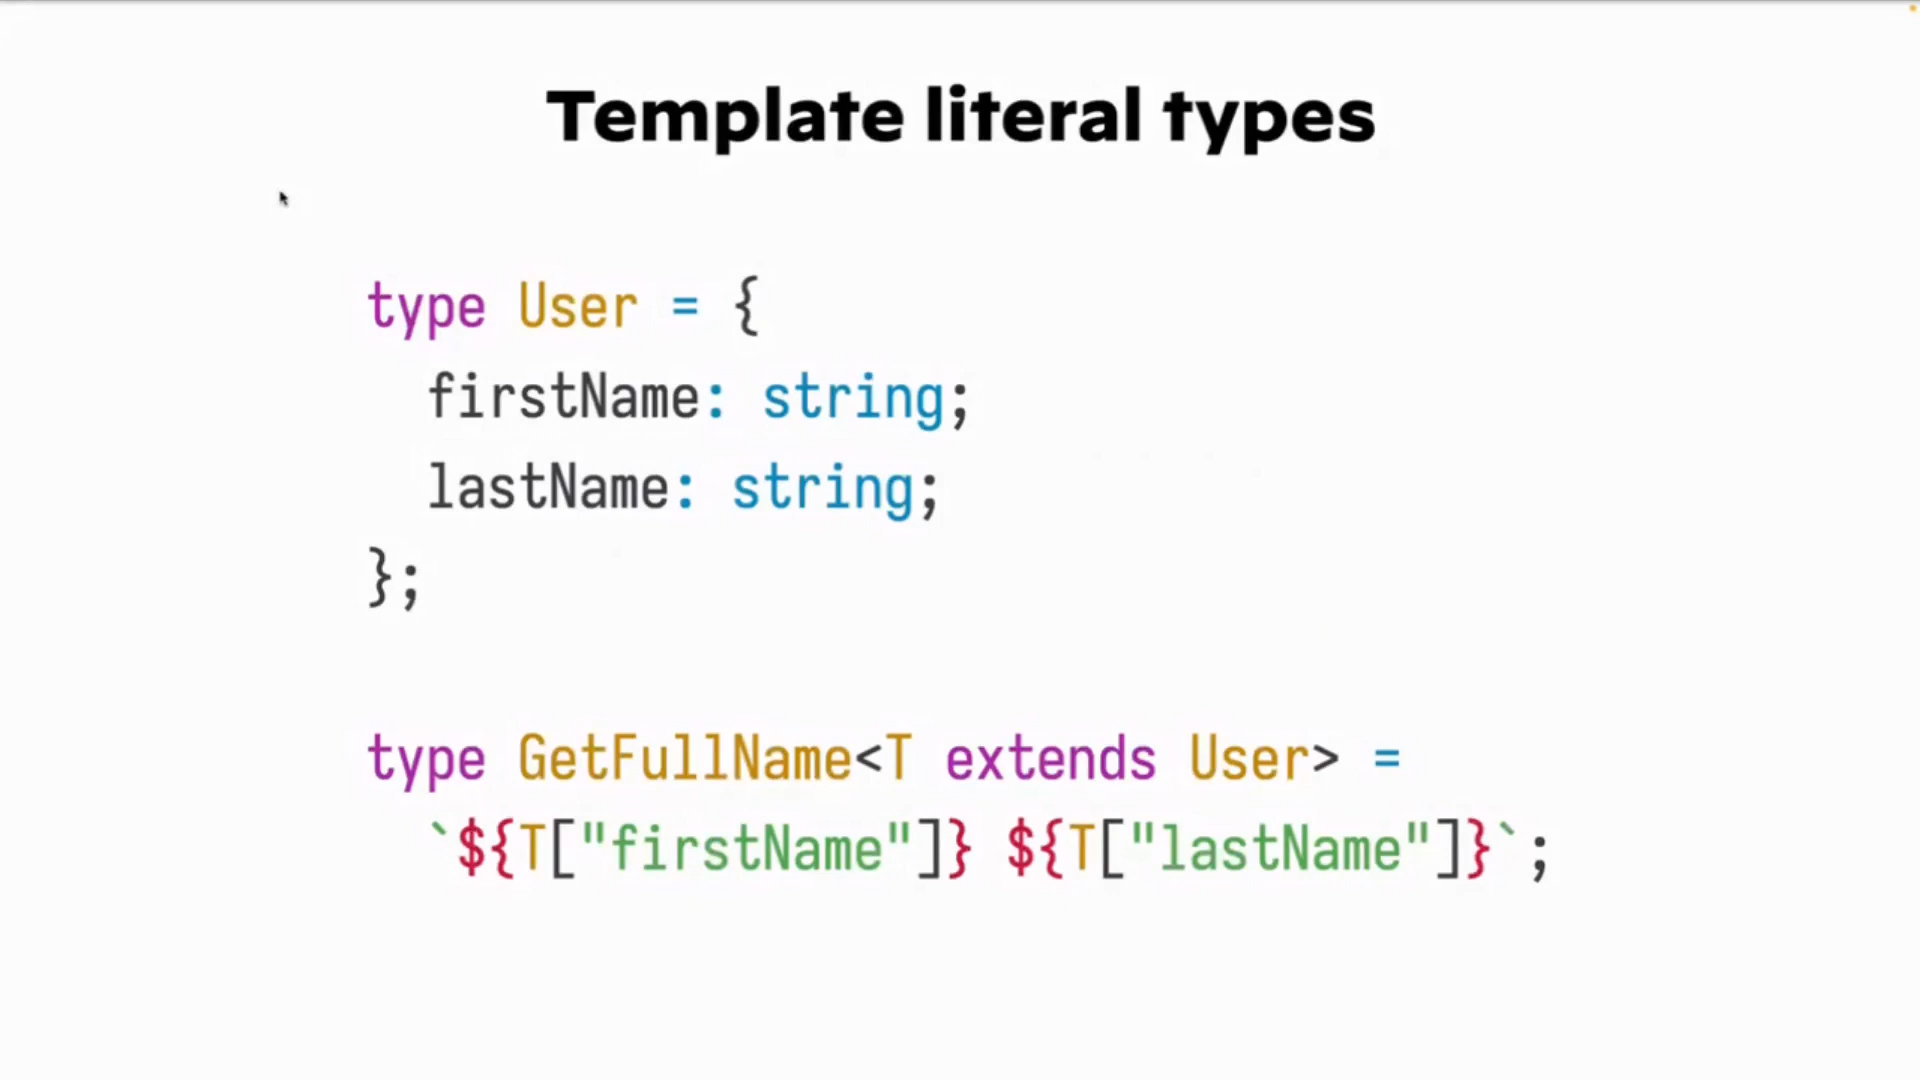 Template literal types
type User = {
firstName: string;
lastName: string;
};
type GetFullName<T extends User> =
`${T["firstName"]} ${T["lastName"]}`;